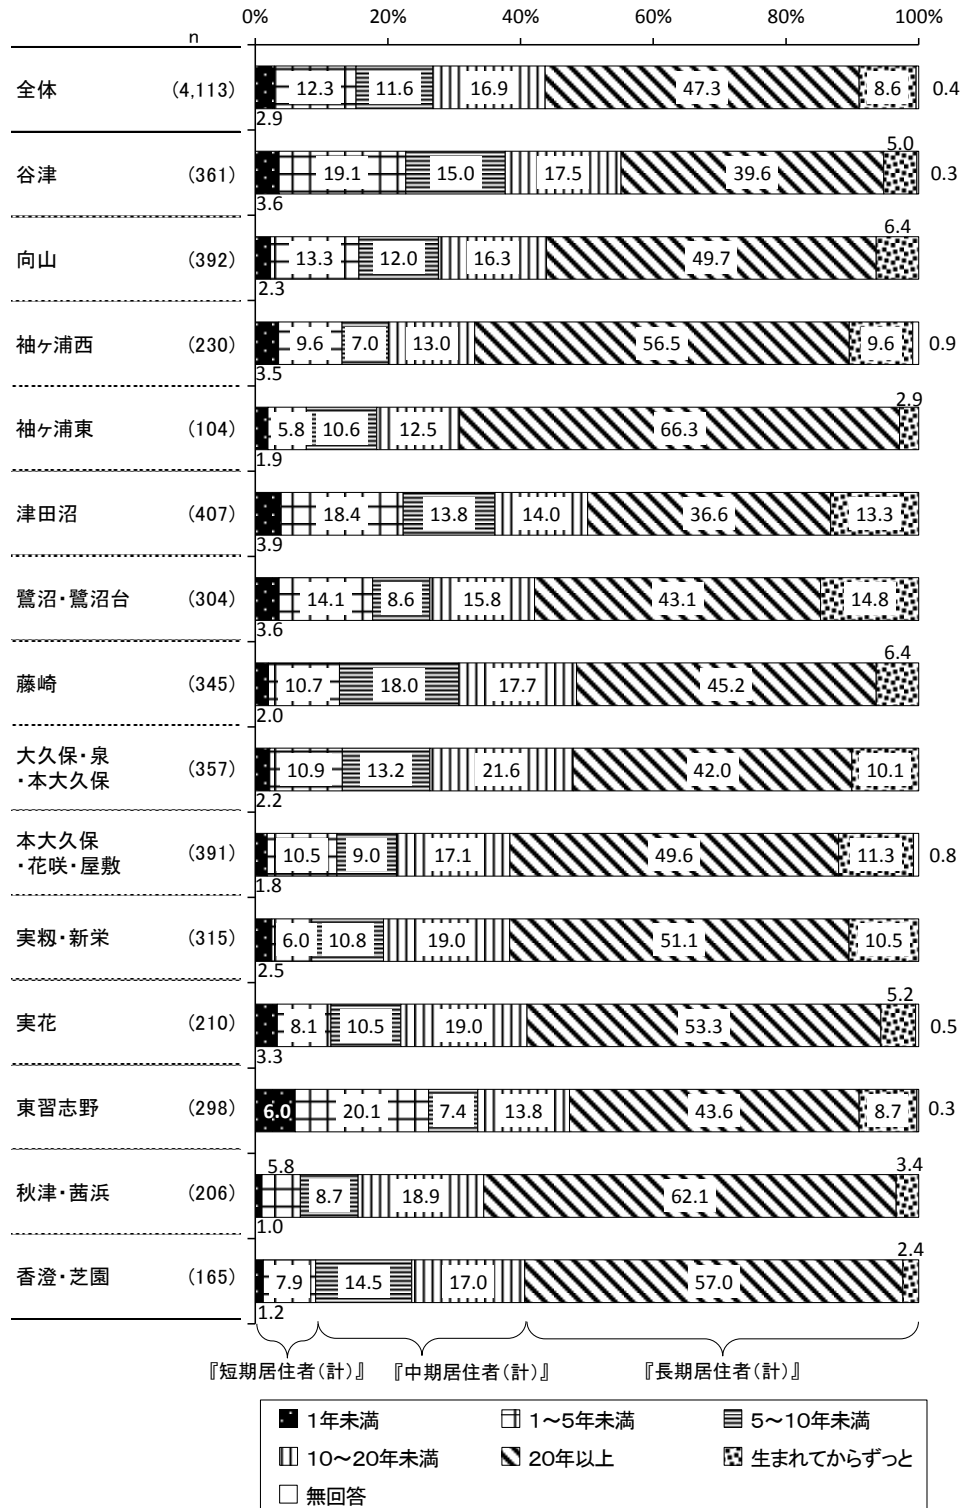 0% 20% 40% 60% 80% 100%
n
全体 (4,113) 2.9 12.3 11.6 16.9 47.3 8.6 0.4
谷津 (361) 3.6 19.1 15.0 17.5 39.6 5.0 0.3
向山 (392) 2.3 13.3 12.0 16.3 49.7 6.4
袖ヶ浦西 (230) 3.5 9.6 7.0 13.0 56.5 9.6 0.9
袖ヶ浦東 (104) 1.9 5.8 10.6 12.5 66.3 2.9
津田沼 (407) 3.9 18.4 13.8 14.0 36.6 13.3
鷺沼・鷺沼台 (304) 3.6 14.1 8.6 15.8 43.1 14.8
藤崎 (345) 2.0 10.7 18.0 17.7 45.2 6.4
大久保・泉
・本大久保 (357) 2.2 10.9 13.2 21.6 42.0 10.1
本大久保
・花咲・屋敷 (391) 1.8 10.5 9.0 17.1 49.6 11.3 0.8
実籾・新栄 (315) 2.5 6.0 10.8 19.0 51.1 10.5
実花 (210) 3.3 8.1 10.5 19.0 53.3 5.2 0.5
東習志野 (298) 6.0 20.1 7.4 13.8 43.6 8.7 0.3
秋津・茜浜 (206) 1.0 5.8 8.7 18.9 62.1 3.4
香澄・芝園 (165) 1.2 7.9 14.5 17.0 57.0 2.4
『短期居住者(計)』 『中期居住者(計)』 『長期居住者(計)』
1年未満 1～5年未満 5～10年未満
10～20年未満 20年以上 生まれてからずっと
無回答